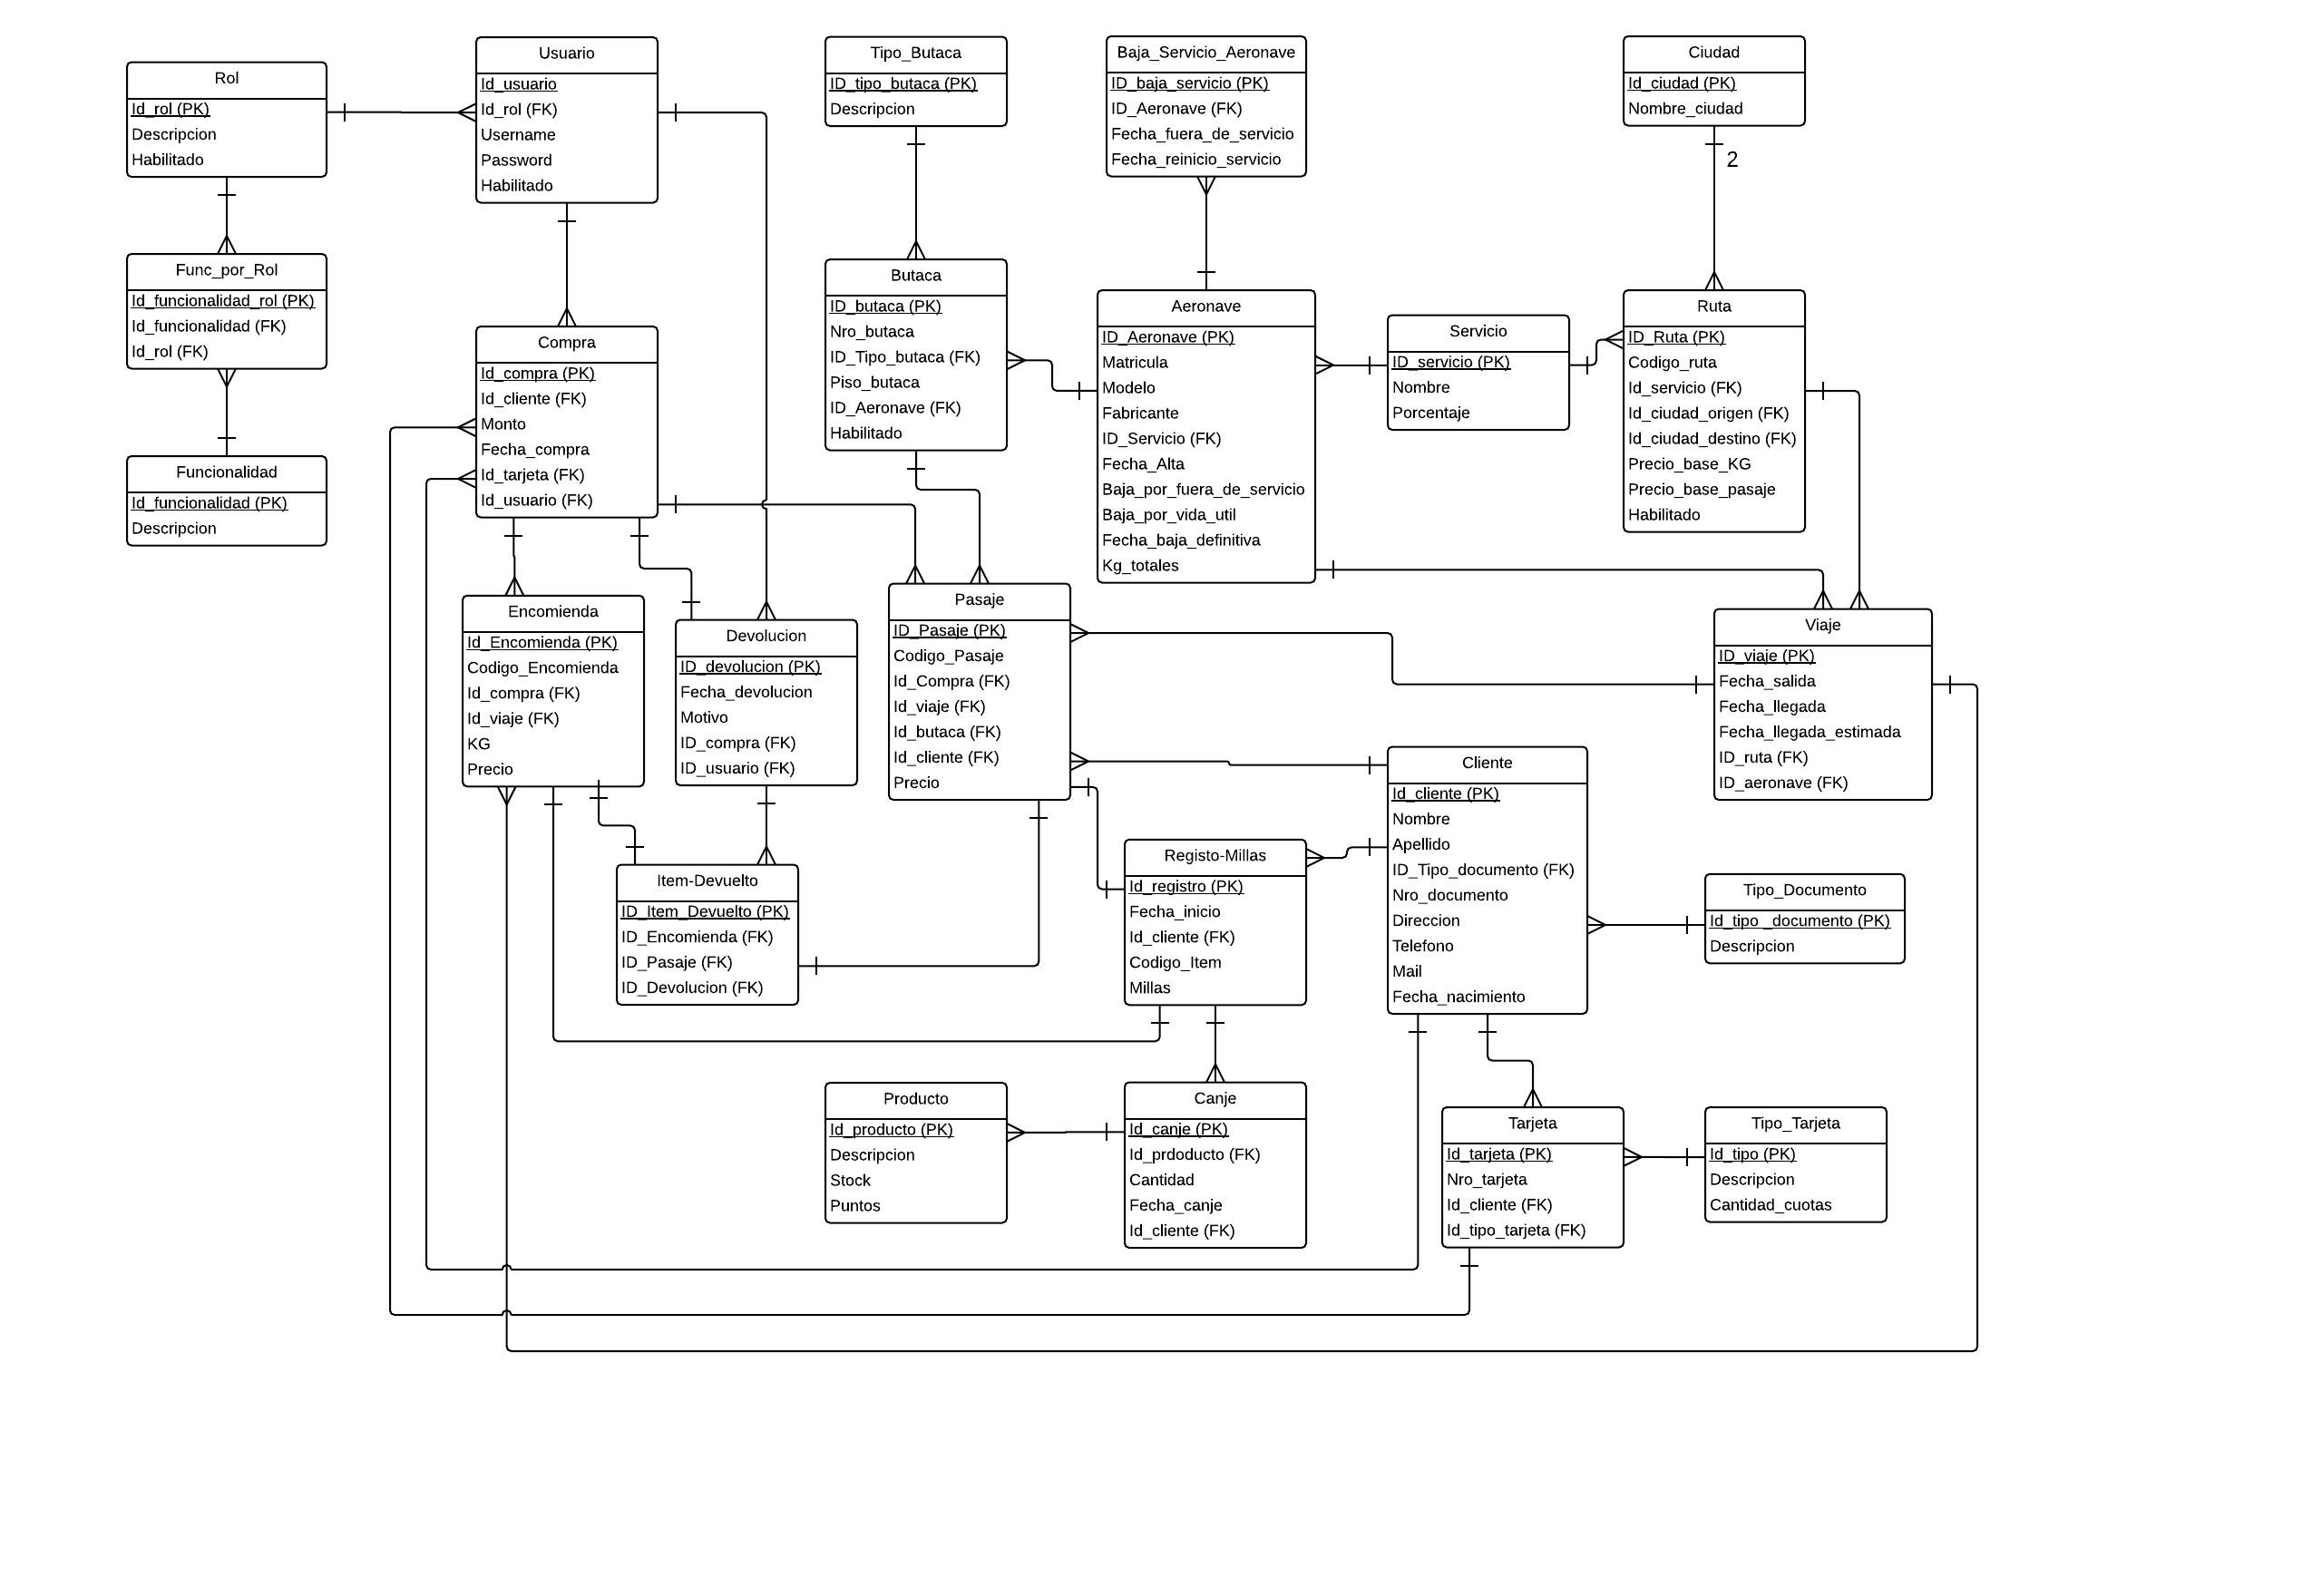 Rol
Id_rol (PK)
Descripcion
Habilitado
Usuario
Id_usuario
Id_rol (FK)
Username
Password
Habilitado
Tipo_Butaca
ID_tipo_butaca (PK)
Descripcion
Baja_Servicio_Aeronave
ID_baja_servicio (PK)
ID_Aeronave (FK)
Fecha_fuera_de_servicio
Fecha_reinicio_servicio
Ciudad
Id_ciudad (PK)
Nombre_ciudad
2
Func_por_Rol
Id_funcionalidad_rol (PK)
Id_funcionalidad (FK)
Id_rol (FK)
Funcionalidad
Id_funcionalidad (PK)
Descripcion
Compra
Id_compra (PK)
Id_cliente (FK)
Monto
Fecha_compra
Id_tarjeta (FK)
Id_usuario (FK)
Butaca
ID_butaca (PK)
Nro_butaca
ID_Tipo_butaca (FK)
Piso_butaca
ID_Aeronave (FK)
Habilitado
Aeronave
ID_Aeronave (PK)
Matricula
Modelo
Fabricante
ID_Servicio (FK)
Fecha_Alta
Baja_por_fuera_de_servicio
Baja_por_vida_util
Fecha_baja_definitiva
Kg_totales
Servicio
ID_servicio (PK)
Nombre
Porcentaje
Ruta
ID_Ruta (PK)
Codigo_ruta
Id_servicio (FK)
Id_ciudad_origen (FK)
Id_ciudad_destino (FK)
Precio_base_KG
Precio_base_pasaje
Habilitado
Encomienda
Id_Encomienda (PK)
Codigo_Encomienda
Id_compra (FK)
Id_viaje (FK)
KG
Precio
Devolucion
ID_devolucion (PK)
Fecha_devolucion
Motivo
ID_compra (FK)
ID_usuario (FK)
Pasaje
ID_Pasaje (PK)
Codigo_Pasaje
Id_Compra (FK)
Id_viaje (FK)
Id_butaca (FK)
Id_cliente (FK)
Precio
Viaje
ID_viaje (PK)
Fecha_salida
Fecha_llegada
Fecha_llegada_estimada
ID_ruta (FK)
ID_aeronave (FK)
Cliente
Id_cliente (PK)
Nombre
Apellido
ID_Tipo_documento (FK)
Nro_documento
Direccion
Telefono
Mail
Fecha_nacimiento
Item-Devuelto
ID_Item_Devuelto (PK)
ID_Encomienda (FK)
ID_Pasaje (FK)
ID_Devolucion (FK)
Registo-Millas
Id_registro (PK)
Fecha_inicio
Id_cliente (FK)
Codigo_Item
Millas
Tipo_Documento
Id_tipo _documento (PK)
Descripcion
Producto
Id_producto (PK)
Descripcion
Stock
Puntos
Canje
Id_canje (PK)
Id_prdoducto (FK)
Cantidad
Fecha_canje
Id_cliente (FK)
Tarjeta
Id_tarjeta (PK)
Nro_tarjeta
Id_cliente (FK)
Id_tipo_tarjeta (FK)
Tipo_Tarjeta
Id_tipo (PK)
Descripcion
Cantidad_cuotas